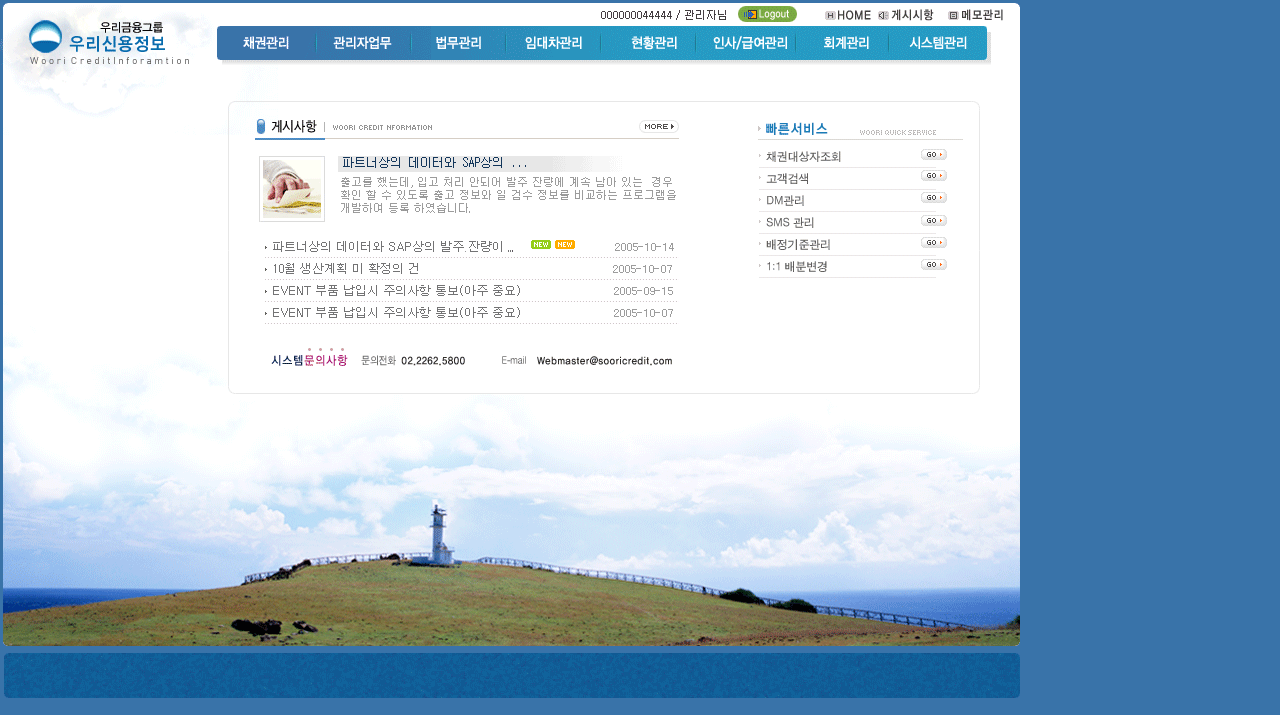 000000044444 / 관리자님 Logout HOME 게시시항 메모관리
우리금융그룹
우리신용정보
Woori CreditInforamtion
채권관리 관리자업무 법무관리 임대차관리 현황관리 인사/급여관리 회계관리 시스템관리
게시사항 WOORI CREDIT NFORMATION MORE
파트너상의 데이터와 SAP상의 ...
출고를 했는데, 입고 처리 안되어 발주 잔량에 계속 남아 있는 경우
확인 할 수 있도록 출고 정보와 일 검수 정보를 비교하는 프로그램을
개발하여 등록 하였습니다.
파트너상의 데이터와 SAP상의 발주 잔량이 ... NEW NEW 2005-10-14
10월 생산계획 미 확정의 건 2005-10-07
EVENT 부품 납입시 주의사항 통보(아주 중요) 2005-09-15
EVENT 부품 납입시 주의사항 통보(아주 중요) 2005-10-07
시스템문의사항 문의전화 02.2262.5800 E-mail Webmaster@sooricredit.com
빠른서비스 WOORI QUICK SERVICE
채권대상자조회 GO
고객검색 GO
DM관리 GO
SMS 관리 GO
배정기준관리 GO
1:1 배분변경 GO